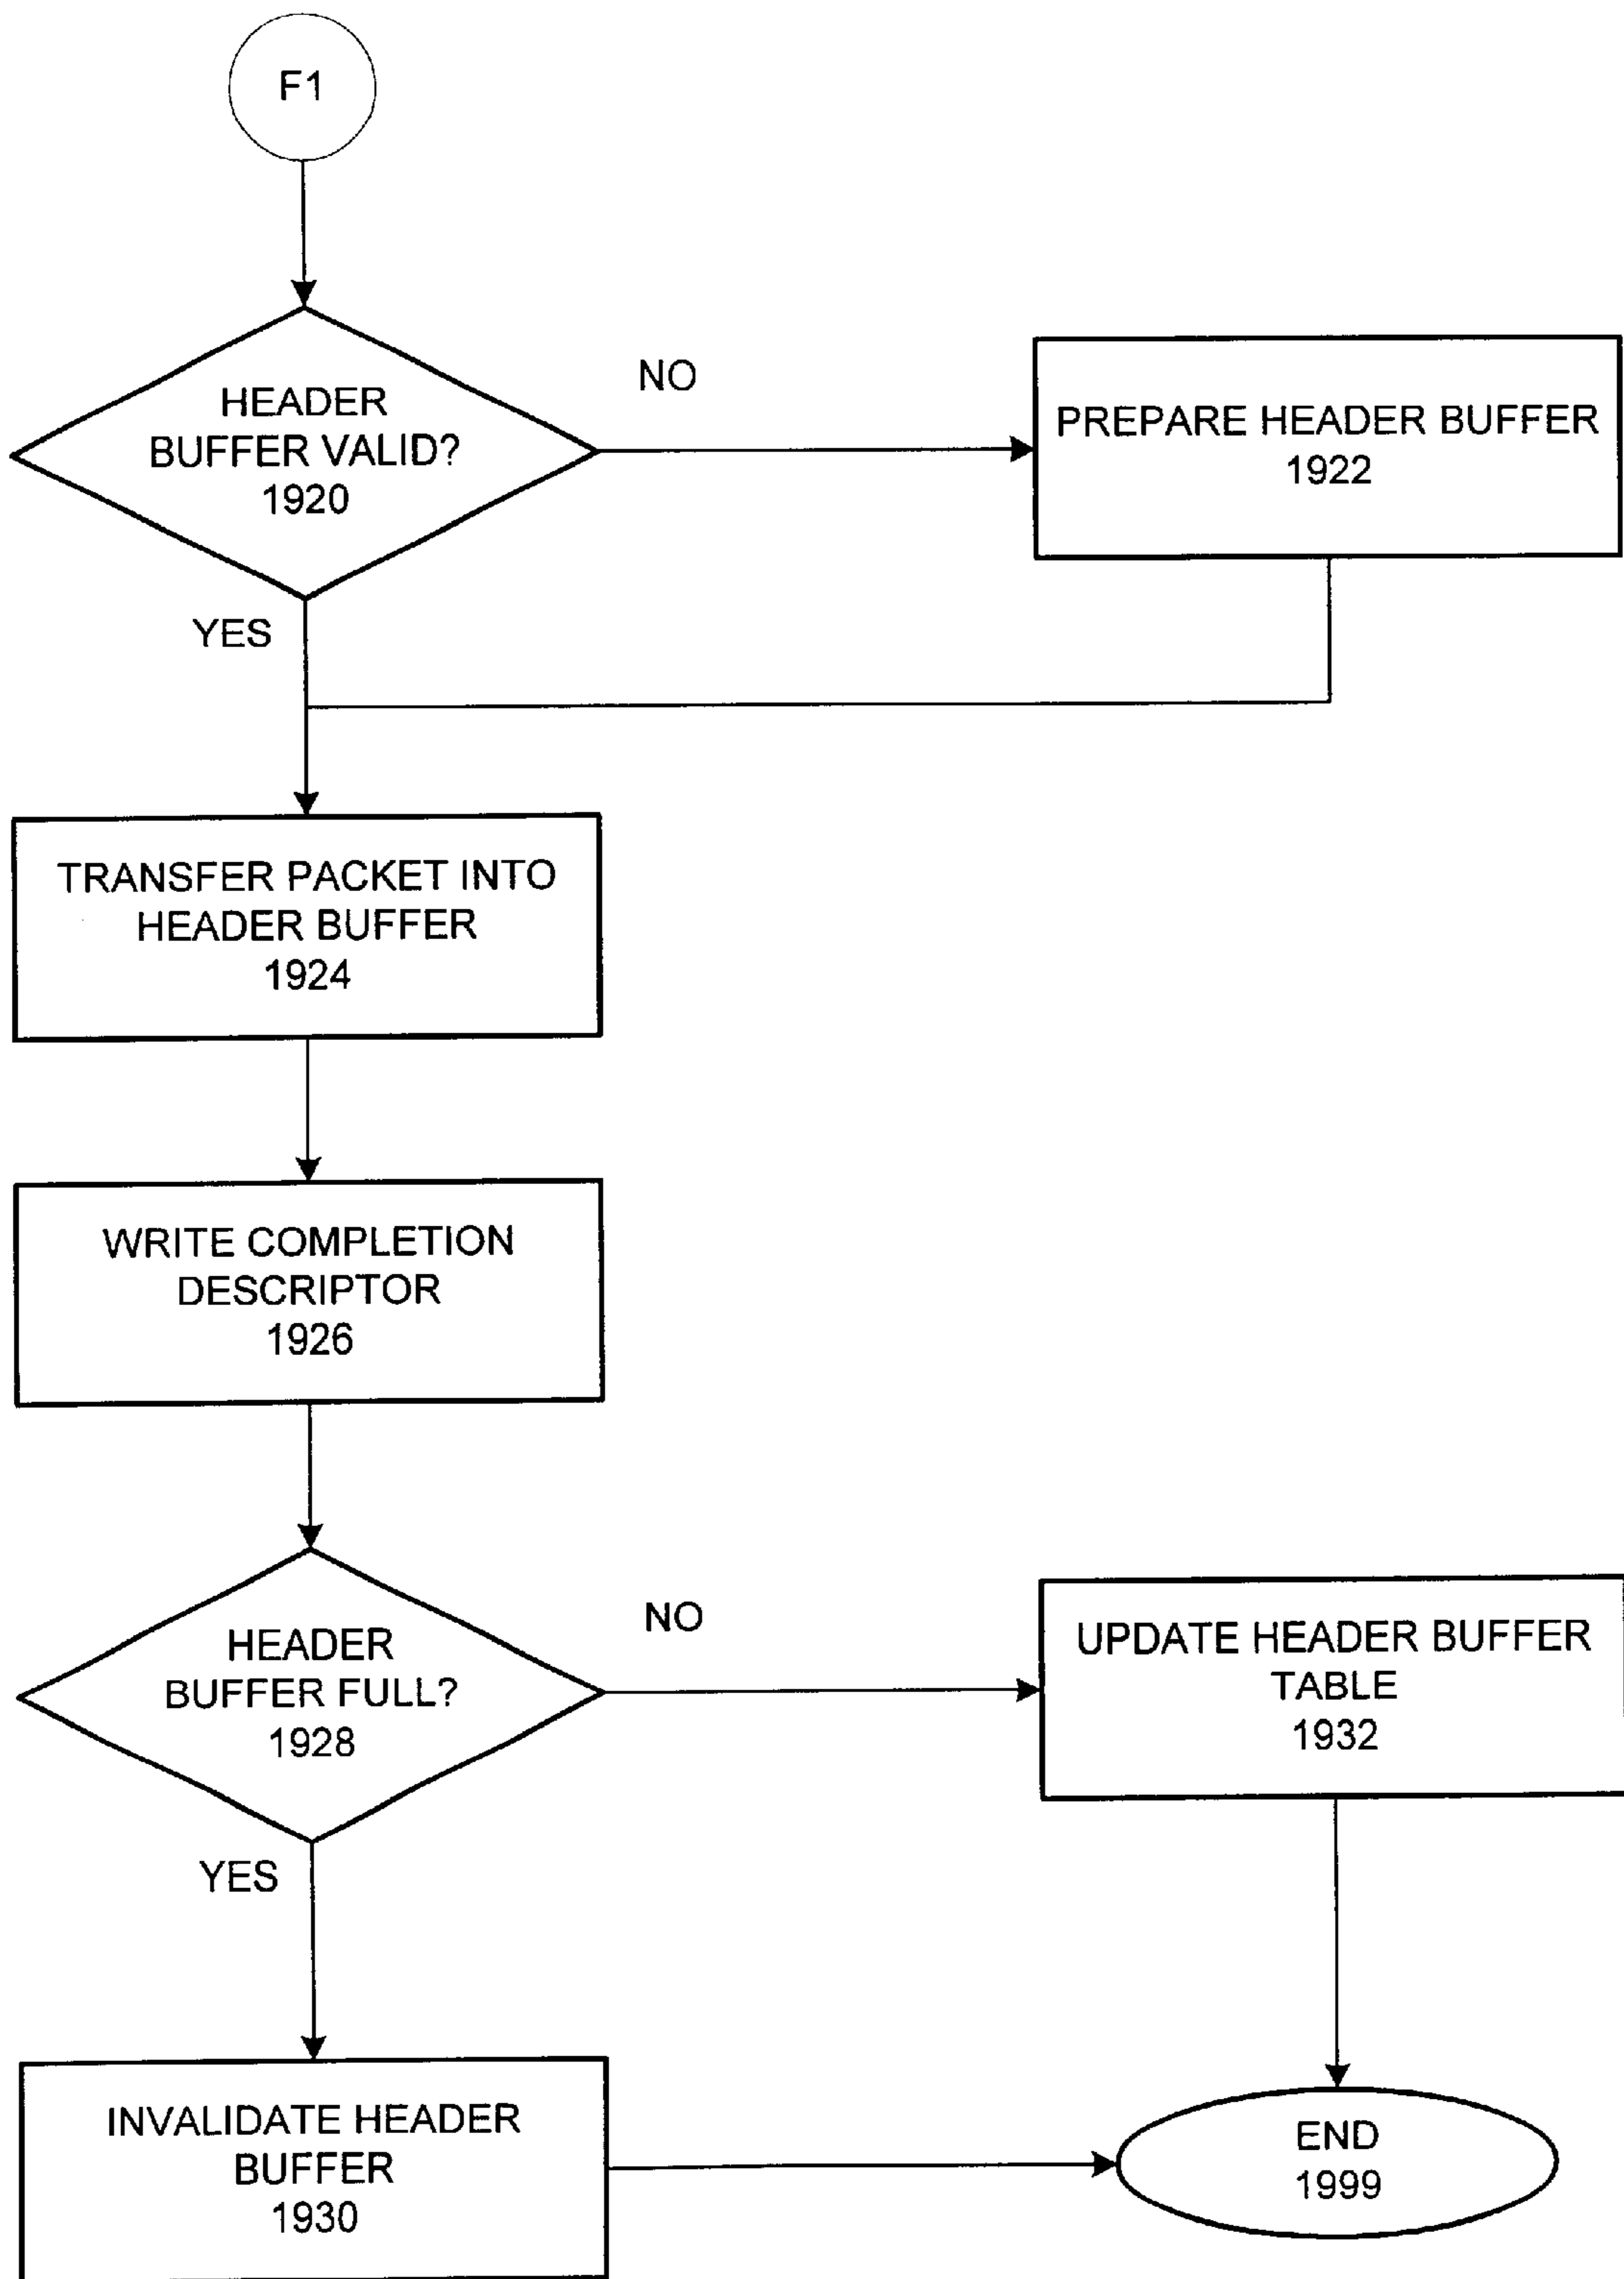 F1
HEADER
BUFFER VALID?
1920
NO
PREPARE HEADER BUFFER
1922
YES
TRANSFER PACKET INTO
HEADER BUFFER
1924
WRITE COMPLETION
DESCRIPTOR
1926
HEADER
BUFFER FULL?
1928
NO
UPDATE HEADER BUFFER
TABLE
1932
YES
INVALIDATE HEADER
BUFFER
1930
END
1999